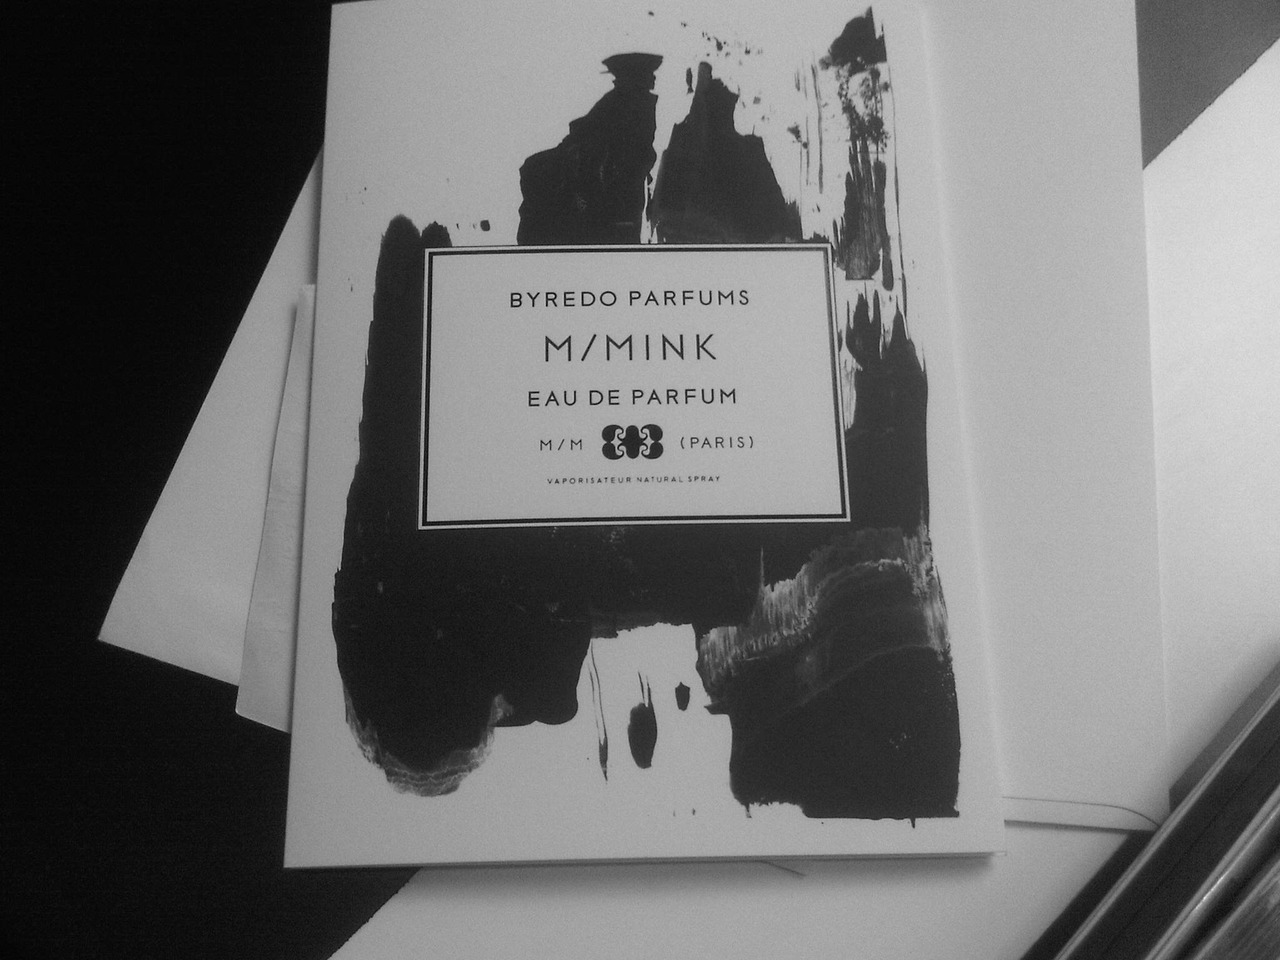 BYREDO PARFUMS
M/MINK
EAU DE PARFUM
M/M (PARIS)
VAPORISATEUR NATURAL SPRAY